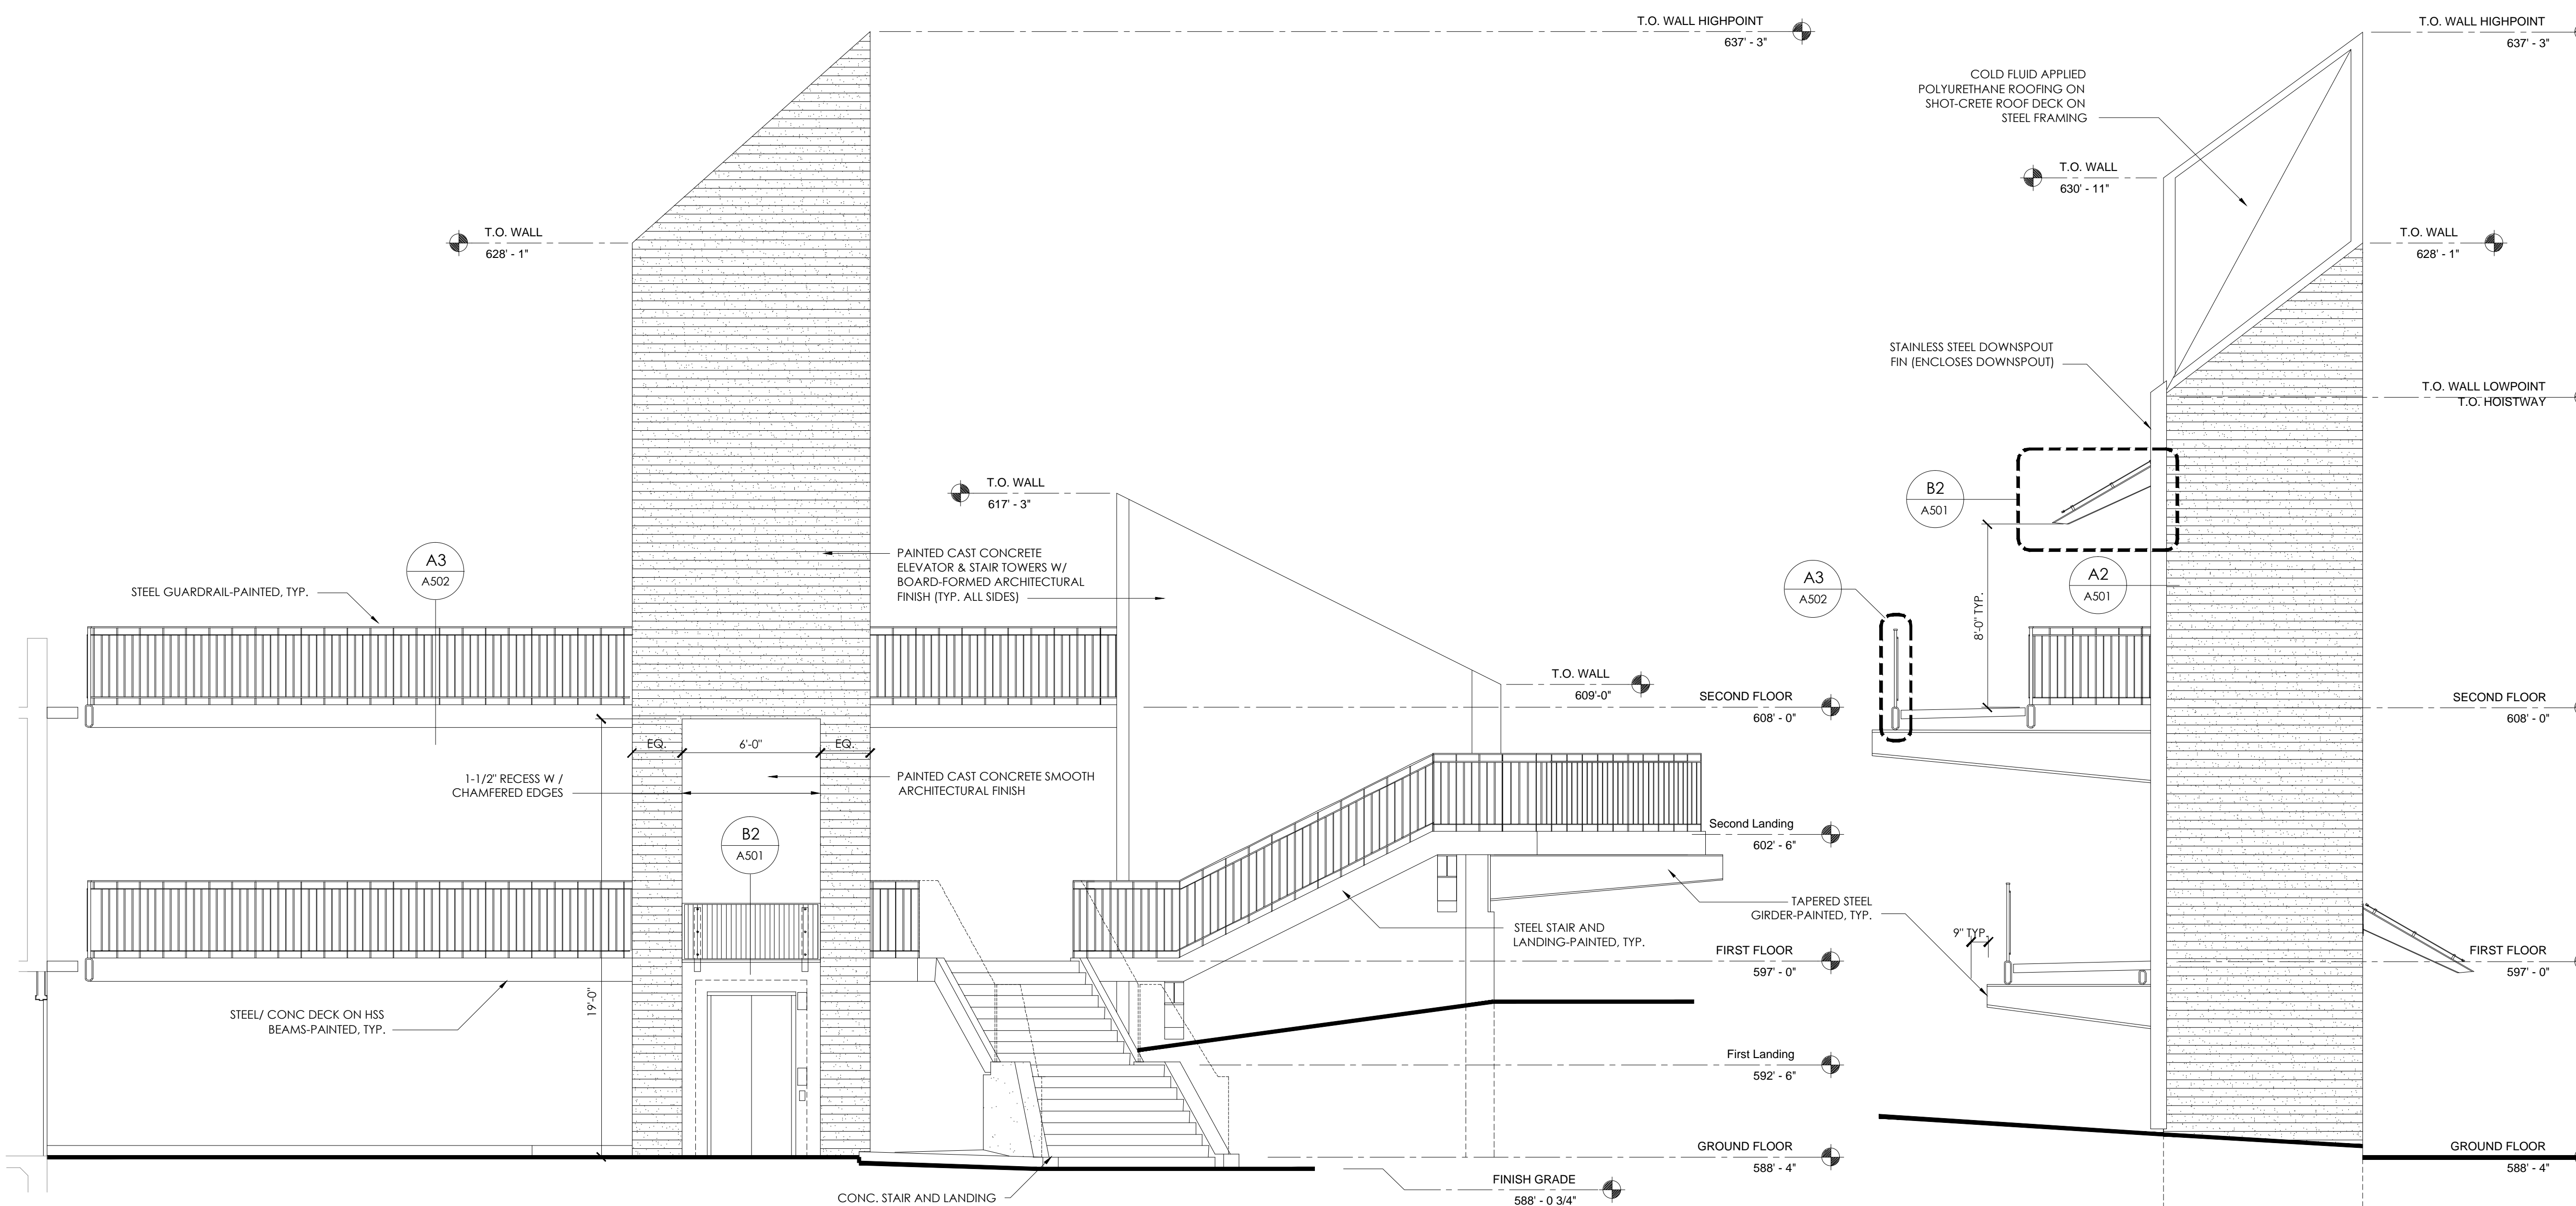 T.O. WALL HIGHPOINT
637' - 3"
T.O. WALL
628' - 1"
T.O. WALL
617' - 3"
A3
A502
STEEL GUARDRAIL-PAINTED, TYP.
PAINTED CAST CONCRETE
ELEVATOR & STAIR TOWERS W/
BOARD-FORMED ARCHITECTURAL
FINISH (TYP. ALL SIDES)
T.O. WALL
609'-0"
SECOND FLOOR
608' - 0"
EQ.
6'-0"
EQ.
1-1/2" RECESS W /
CHAMFERED EDGES
PAINTED CAST CONCRETE SMOOTH
ARCHITECTURAL FINISH
B2
A501
Second Landing
602' - 6"
TAPERED STEEL
GIRDER-PAINTED, TYP.
STEEL STAIR AND
LANDING-PAINTED, TYP.
FIRST FLOOR
597' - 0"
19'-0"
STEEL/ CONC DECK ON HSS
BEAMS-PAINTED, TYP.
First Landing
592' - 6"
GROUND FLOOR
588' - 4"
FINISH GRADE
588' - 0 3/4"
CONC. STAIR AND LANDING
T.O. WALL HIGHPOINT
637' - 3"
COLD FLUID APPLIED
POLYURETHANE ROOFING ON
SHOT-CRETE ROOF DECK ON
STEEL FRAMING
T.O. WALL
630' - 11"
T.O. WALL
628' - 1"
STAINLESS STEEL DOWNSPOUT
FIN (ENCLOSES DOWNSPOUT)
T.O. WALL LOWPOINT
T.O. HOISTWAY
B2
A501
A3
A502
A2
A501
8'-0" TYP.
SECOND FLOOR
608' - 0"
9" TYP.
FIRST FLOOR
597' - 0"
GROUND FLOOR
588' - 4"